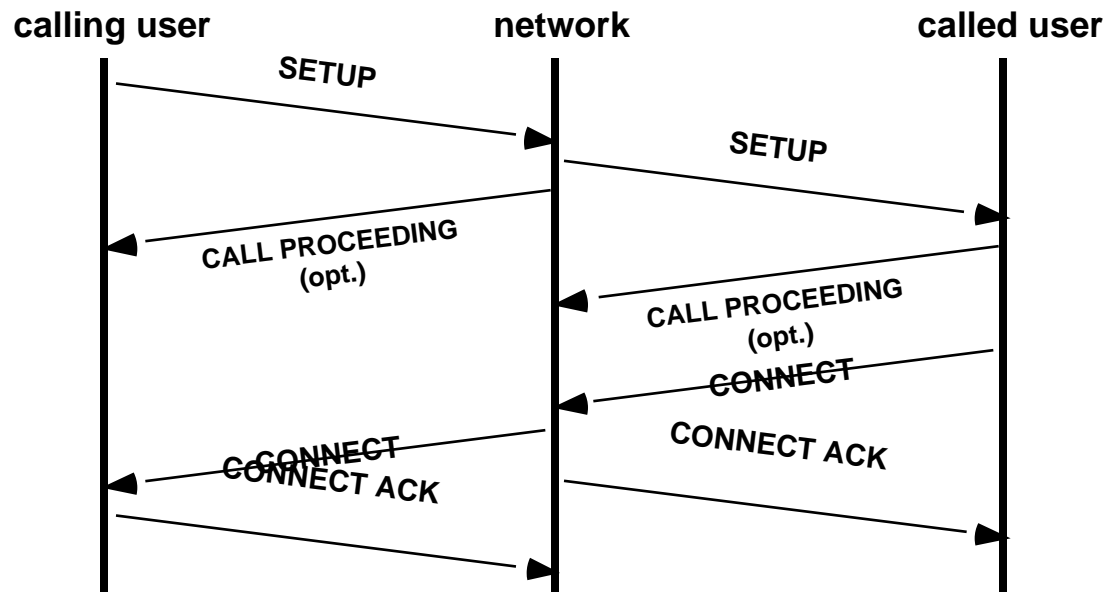 calling user
network
called user
SETUP
SETUP
CALL PROCEEDING
(opt.)
CALL PROCEEDING
(opt.)
CONNECT
CONNECT ACK
CONNECT
CONNECT ACK